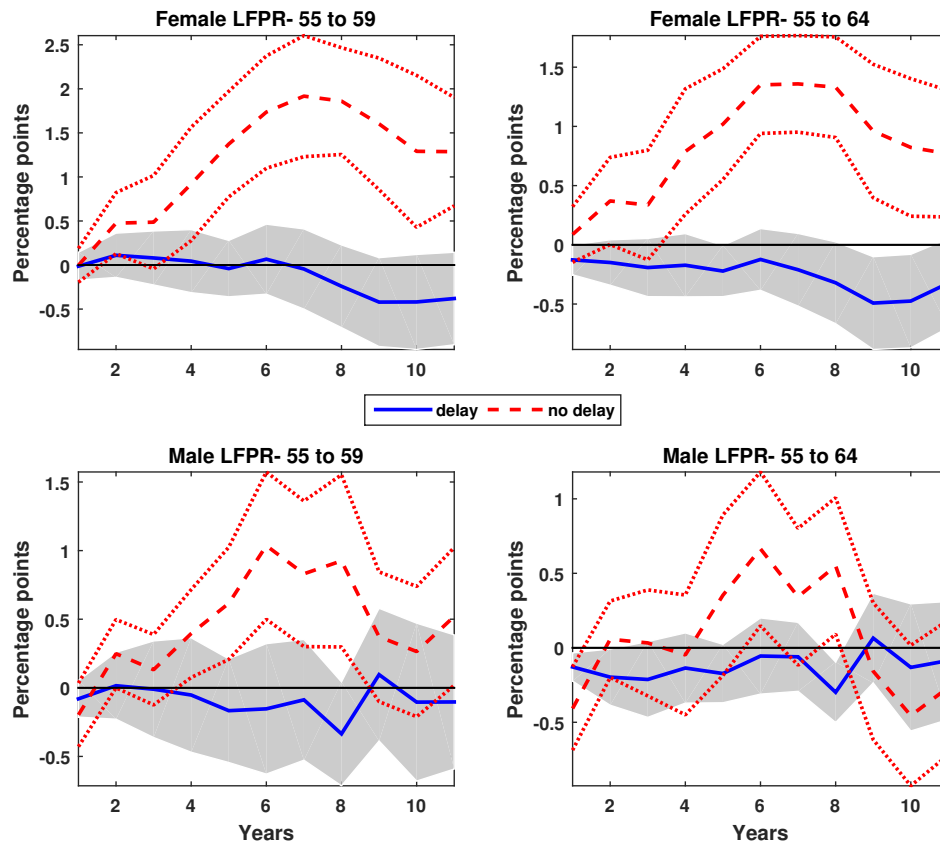 Female LFPR- 55 to 59
Percentage points
2.5
2
1.5
1
0.5
0
-0.5
2 4 6 8 10
Female LFPR- 55 to 64
Percentage points
1.5
1
0.5
0
-0.5
2 4 6 8 10
delay no delay
Male LFPR- 55 to 59
Percentage points
1.5
1
0.5
0
-0.5
2 4 6 8 10
Years
Male LFPR- 55 to 64
Percentage points
1
0.5
0
-0.5
2 4 6 8 10
Years